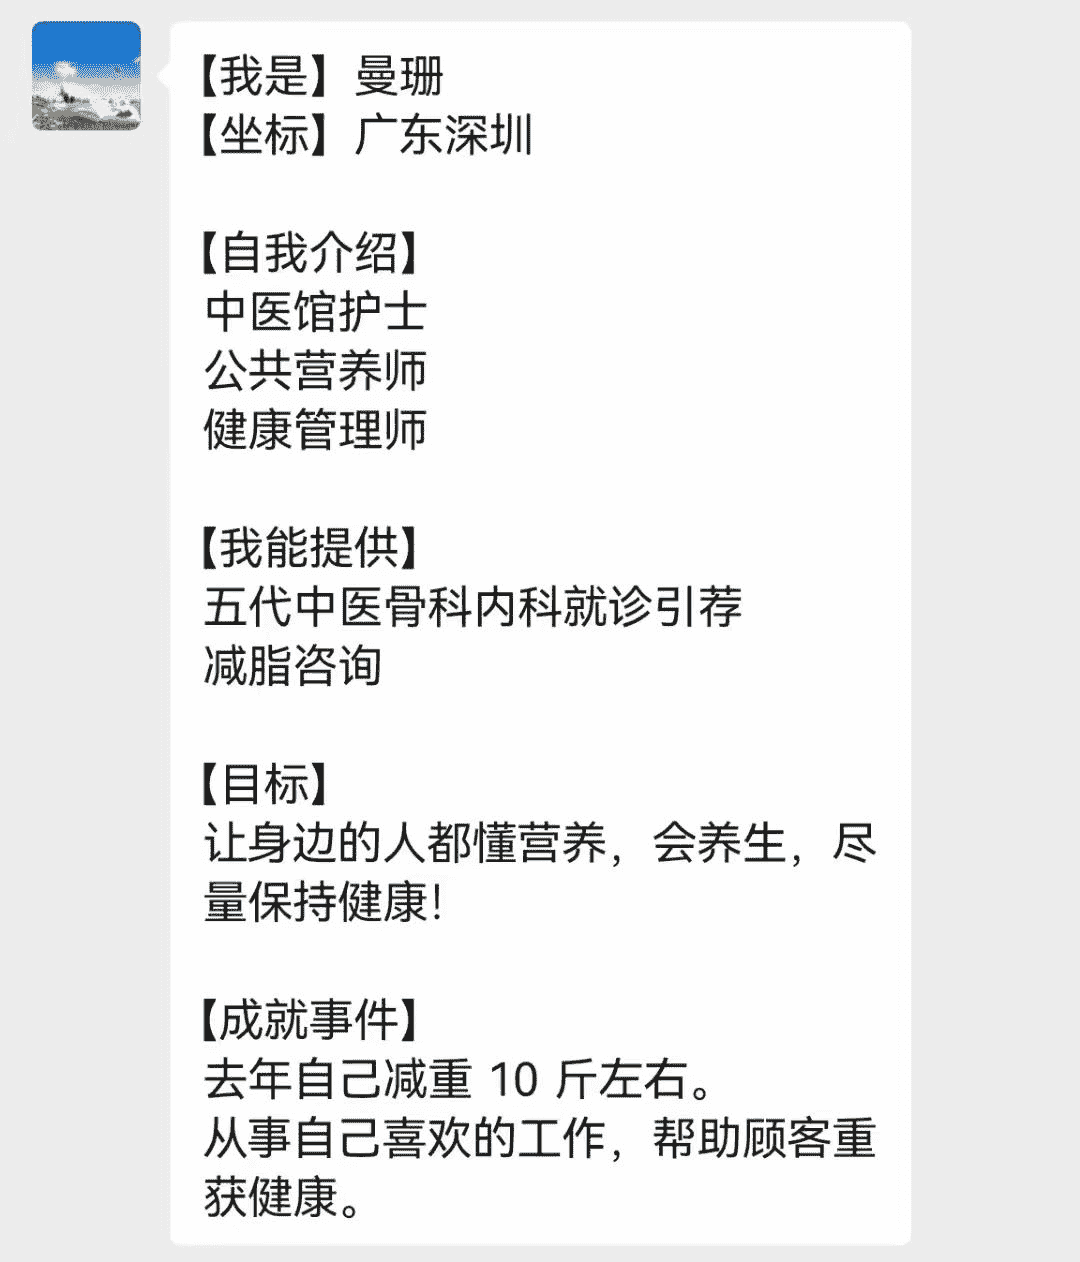 【我是】曼珊
【坐标】广东深圳
【自我介绍】
中医馆护士
公共营养师
健康管理师
【我能提供】
五代中医骨科内科就诊引荐
减脂咨询
【目标】
让身边的人都懂营养，会养生，尽
量保持健康！
【成就事件】
去年自己减重 10 斤左右。
从事自己喜欢的工作，帮助顾客重
获健康。